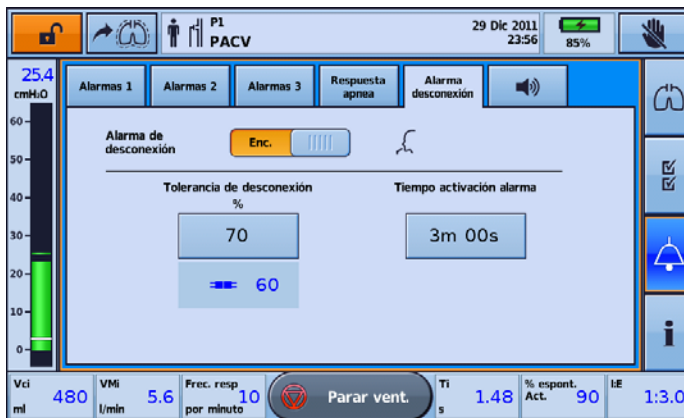 P1
PACV
29 Dic 2011
23:56
85%
25.4
cmH2O
60
50
40
30
20
10
0
Alarmas 1
Alarmas 2
Alarmas 3
Respuesta apnea
Alarma desconexión
Alarma de desconexión
Enc.
Tolerancia de desconexión
%
70
60
Tiempo activación alarma
3m 00s
Vci
480
ml
VMi
5.6
l/min
Frec. resp
10
por minuto
Parar vent.
Ti
1.48
s
% espont.
Act. 90
I:E
1:3.0
i